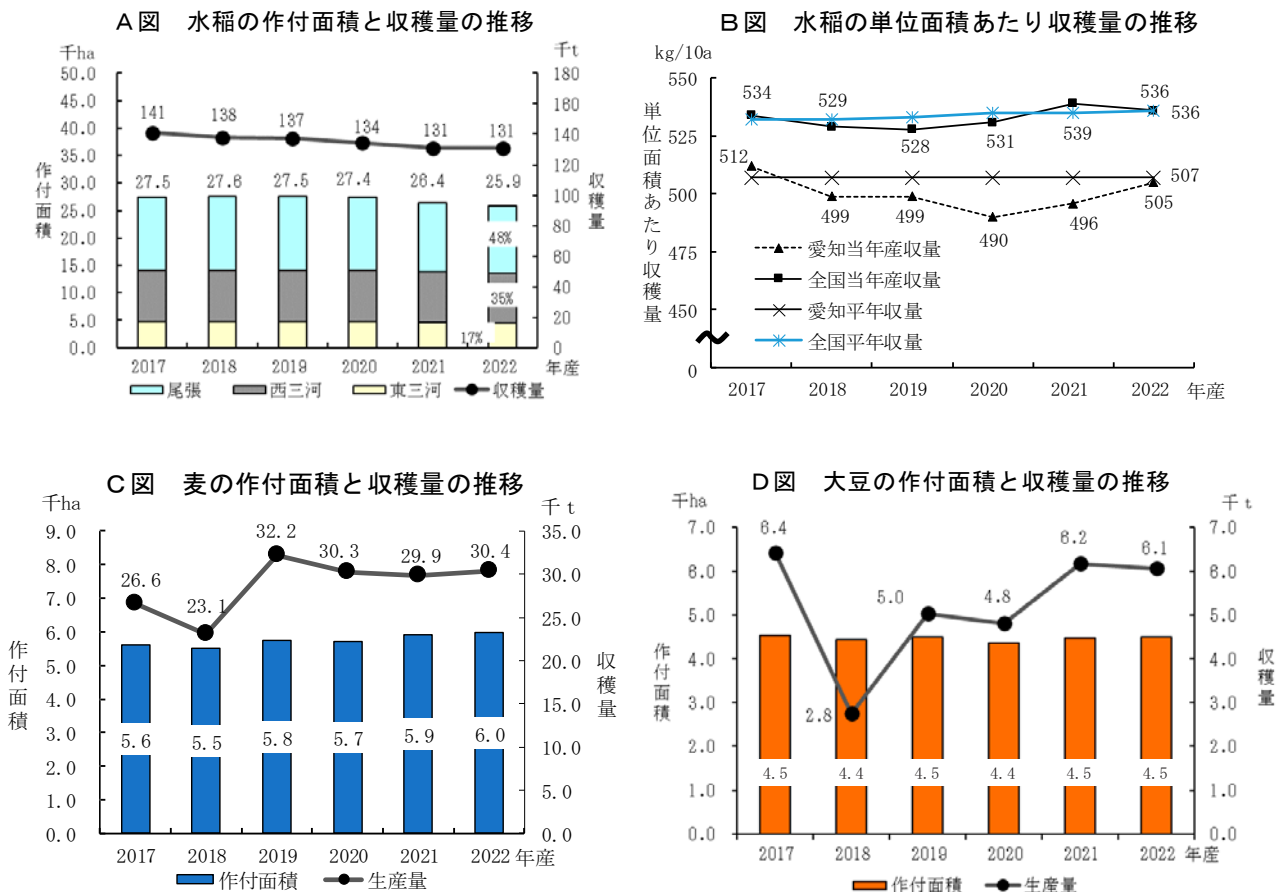 A図 水稲の作付面積と収穫量の推移
千ha
千t
50.0
45.0
40.0
35.0
30.0
25.0
20.0
15.0
10.0
5.0
0.0
作付面積
180
160
140
120
100
80
60
40
20
0
収穫量
141 138 137 134 131 131
27.5 27.6 27.5 27.4 26.4 25.9
48%
35%
17%
2017 2018 2019 2020 2021 2022 年産
尾張 西三河 東三河 収穫量
B図 水稲の単位面積あたり収穫量の推移
kg/10a
550
525
500
475
450
0
単位面積あたり収穫量
534 529 528 531 539 536 536
512 499 499 490 496 505 507
愛知当年産収量
全国当年産収量
愛知平年収量
全国平年収量
2017 2018 2019 2020 2021 2022 年産
C図 麦の作付面積と収穫量の推移
千ha
千t
9.0
8.0
7.0
6.0
5.0
4.0
3.0
2.0
1.0
0.0
作付面積
35.0
30.0
25.0
20.0
15.0
10.0
5.0
0.0
収穫量
26.6 23.1 32.2 30.3 29.9 30.4
5.6 5.5 5.8 5.7 5.9 6.0
2017 2018 2019 2020 2021 2022 年産
作付面積 生産量
D図 大豆の作付面積と収穫量の推移
千ha
千t
7.0
6.0
5.0
4.0
3.0
2.0
1.0
0.0
作付面積
7.0
6.0
5.0
4.0
3.0
2.0
1.0
0.0
収穫量
6.4 2.8 5.0 4.8 6.2 6.1
4.5 4.4 4.5 4.4 4.5 4.5
2017 2018 2019 2020 2021 2022 年産
作付面積 生産量